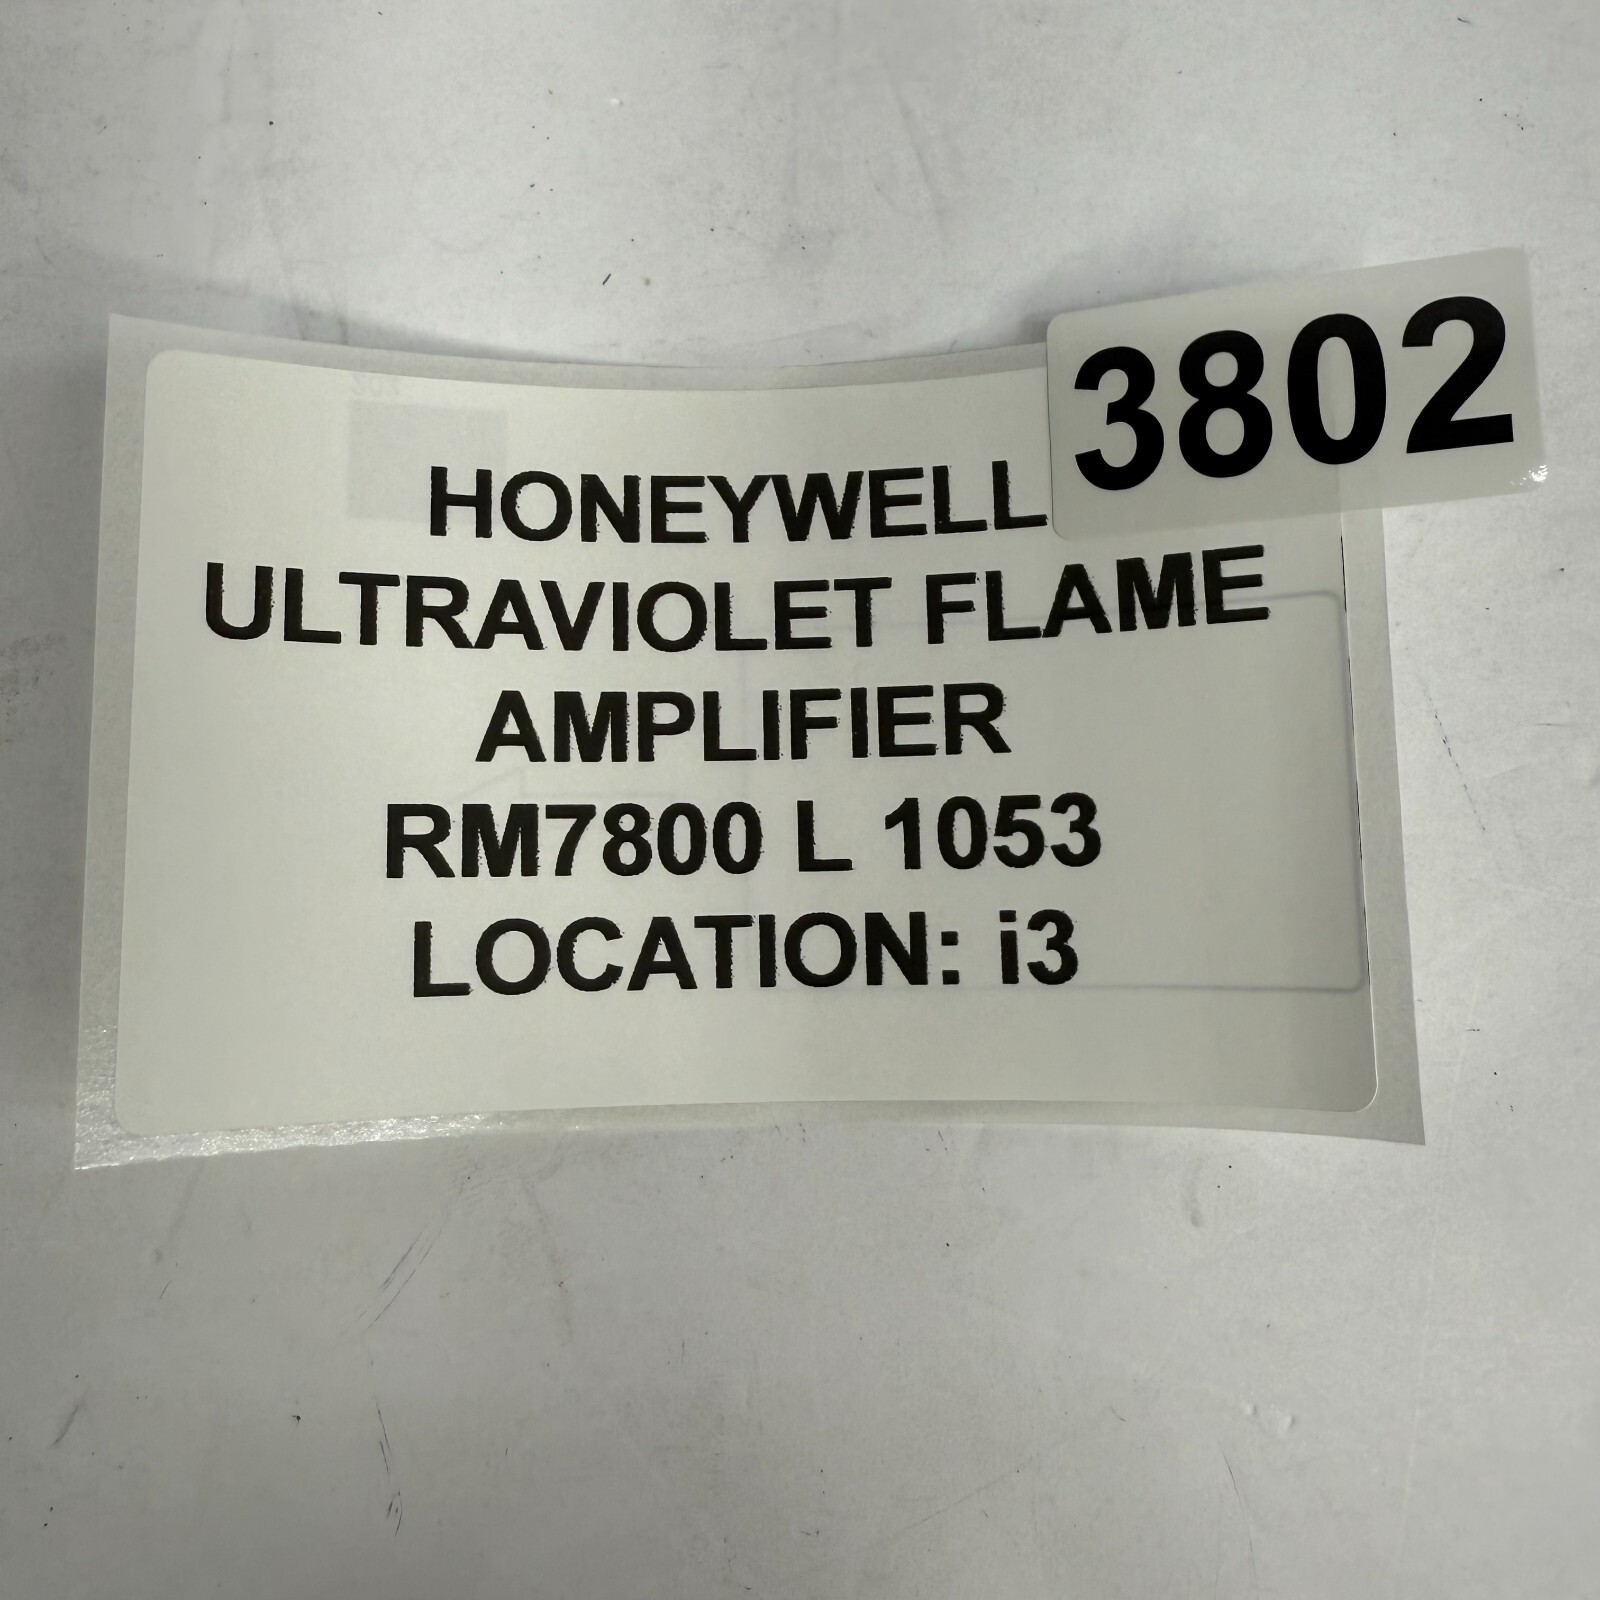 3802
HONEYWELL
ULTRAVIOLET FLAME
AMPLIFIER
RM7800 L 1053
LOCATION: i3